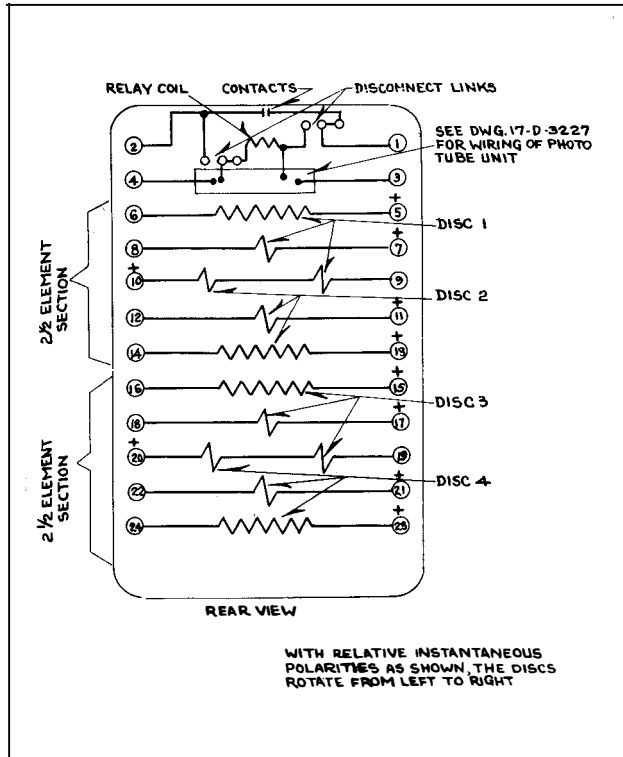 RELAY COIL CONTACTS DISCONNECT LINKS
2 1
SEE DWG. 17-D-3227
FOR WIRING OF PHOTO
TUBE UNIT
4 3
6 + 5
DISC 1
8 + 7
+ 10 9
DISC 2
12 + 11
14 + 13
2½ ELEMENT
SECTION
16 + 15
DISC 3
18 + 17
+ 20 19
DISC 4
22 + 21
24 + 23
2½ ELEMENT
SECTION
REAR VIEW
WITH RELATIVE INSTANTANEOUS
POLARITIES AS SHOWN, THE DISCS
ROTATE FROM LEFT TO RIGHT